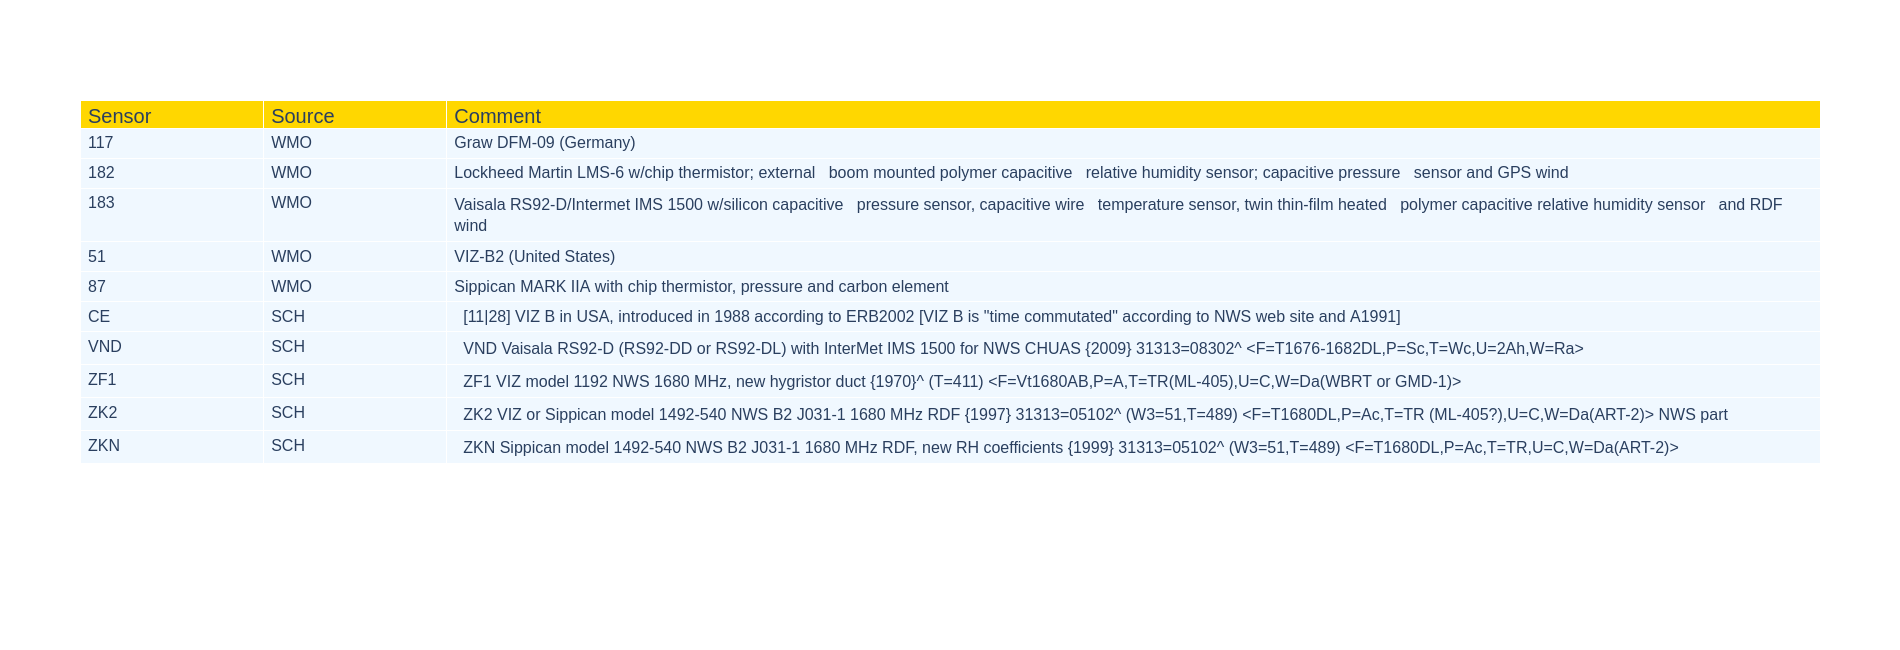 Sensor Source Comment
117 WMO Graw DFM-09 (Germany)
182 WMO Lockheed Martin LMS-6 w/chip thermistor; external   boom mounted polymer capacitive   relative humidity sensor; capacitive pressure   sensor and GPS wind
183 WMO Vaisala RS92-D/Intermet IMS 1500 w/silicon capacitive   pressure sensor, capacitive wire   temperature sensor, twin thin-film heated   polymer capacitive relative humidity sensor   and RDF
wind
51 WMO VIZ-B2 (United States)
87 WMO Sippican MARK IIA with chip thermistor, pressure and carbon element
CE SCH [11|28] VIZ B in USA, introduced in 1988 according to ERB2002 [VIZ B is "time commutated" according to NWS web site and A1991]
VND SCH VND Vaisala RS92-D (RS92-DD or RS92-DL) with InterMet IMS 1500 for NWS CHUAS {2009} 31313=08302^ <F=T1676-1682DL,P=Sc,T=Wc,U=2Ah,W=Ra>
ZF1 SCH ZF1 VIZ model 1192 NWS 1680 MHz, new hygristor duct {1970}^ (T=411) <F=Vt1680AB,P=A,T=TR(ML-405),U=C,W=Da(WBRT or GMD-1)>
ZK2 SCH ZK2 VIZ or Sippican model 1492-540 NWS B2 J031-1 1680 MHz RDF {1997} 31313=05102^ (W3=51,T=489) <F=T1680DL,P=Ac,T=TR (ML-405?),U=C,W=Da(ART-2)> NWS part
ZKN SCH ZKN Sippican model 1492-540 NWS B2 J031-1 1680 MHz RDF, new RH coefficients {1999} 31313=05102^ (W3=51,T=489) <F=T1680DL,P=Ac,T=TR,U=C,W=Da(ART-2)>